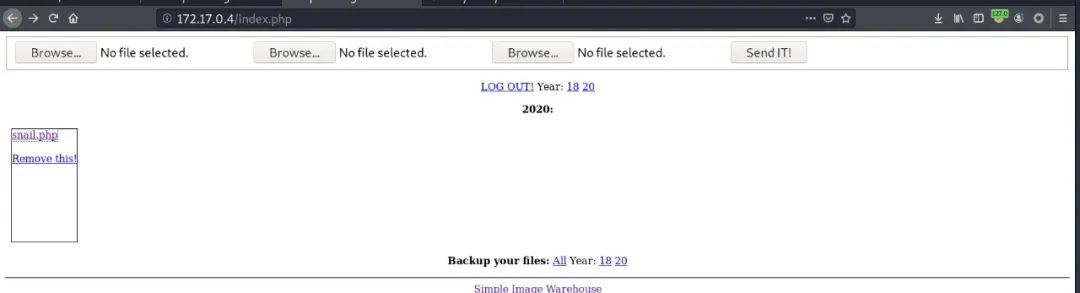 172.17.0.4/index.php
Browse... No file selected. Browse... No file selected. Browse... No file selected. Send IT!
LOG OUT! Year: 18 20
2020:
snail.php
Remove this!
Backup your files: All Year: 18 20
Simple Image Warehouse